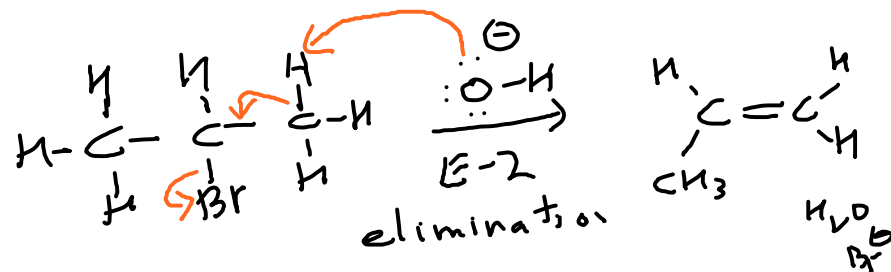 H H H ⊖
H-C-C-C-H :Ö-H
H Br H
E-2
elimination
H H
C=C
CH3 H
H2O
Br⊖